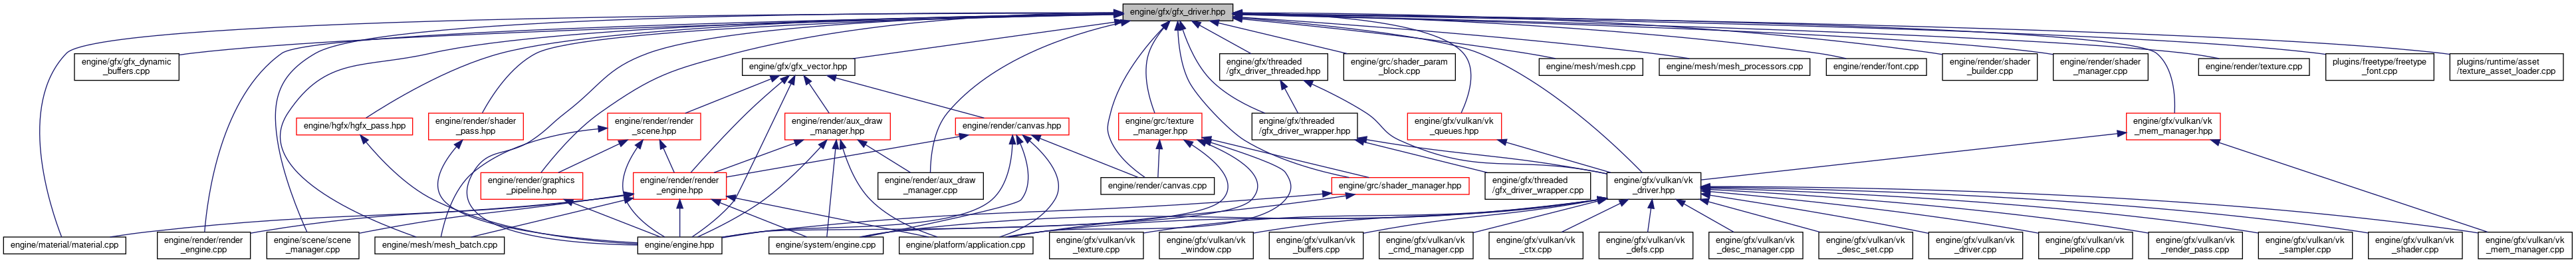 engine/gfx/gfx_driver.hpp
engine/gfx/gfx_dynamic
_buffers.cpp
engine/gfx/gfx_vector.hpp
engine/gfx/threaded
/gfx_driver_threaded.hpp
engine/grc/shader_param
_block.cpp
engine/mesh/mesh.cpp
engine/mesh/mesh_processors.cpp
engine/render/font.cpp
engine/render/shader
_builder.cpp
engine/render/shader
_manager.cpp
engine/render/texture.cpp
plugins/freetype/freetype
_font.cpp
plugins/runtime/asset
/texture_asset_loader.cpp
engine/hgfx/hgfx_pass.hpp
engine/render/shader
_pass.hpp
engine/render/render
_scene.hpp
engine/render/aux_draw
_manager.hpp
engine/render/canvas.hpp
engine/grc/texture
_manager.hpp
engine/gfx/threaded
/gfx_driver_wrapper.hpp
engine/gfx/vulkan/vk
_queues.hpp
engine/gfx/vulkan/vk
_mem_manager.hpp
engine/render/graphics
_pipeline.hpp
engine/render/render
_engine.hpp
engine/render/aux_draw
_manager.cpp
engine/render/canvas.cpp
engine/grc/shader_manager.hpp
engine/gfx/threaded
/gfx_driver_wrapper.cpp
engine/gfx/vulkan/vk
_driver.hpp
engine/material/material.cpp
engine/render/render
_engine.cpp
engine/scene/scene
_manager.cpp
engine/mesh/mesh_batch.cpp
engine/engine.hpp
engine/system/engine.cpp
engine/platform/application.cpp
engine/gfx/vulkan/vk
_texture.cpp
engine/gfx/vulkan/vk
_window.cpp
engine/gfx/vulkan/vk
_buffers.cpp
engine/gfx/vulkan/vk
_cmd_manager.cpp
engine/gfx/vulkan/vk
_ctx.cpp
engine/gfx/vulkan/vk
_defs.cpp
engine/gfx/vulkan/vk
_desc_manager.cpp
engine/gfx/vulkan/vk
_desc_set.cpp
engine/gfx/vulkan/vk
_driver.cpp
engine/gfx/vulkan/vk
_pipeline.cpp
engine/gfx/vulkan/vk
_render_pass.cpp
engine/gfx/vulkan/vk
_sampler.cpp
engine/gfx/vulkan/vk
_shader.cpp
engine/gfx/vulkan/vk
_mem_manager.cpp